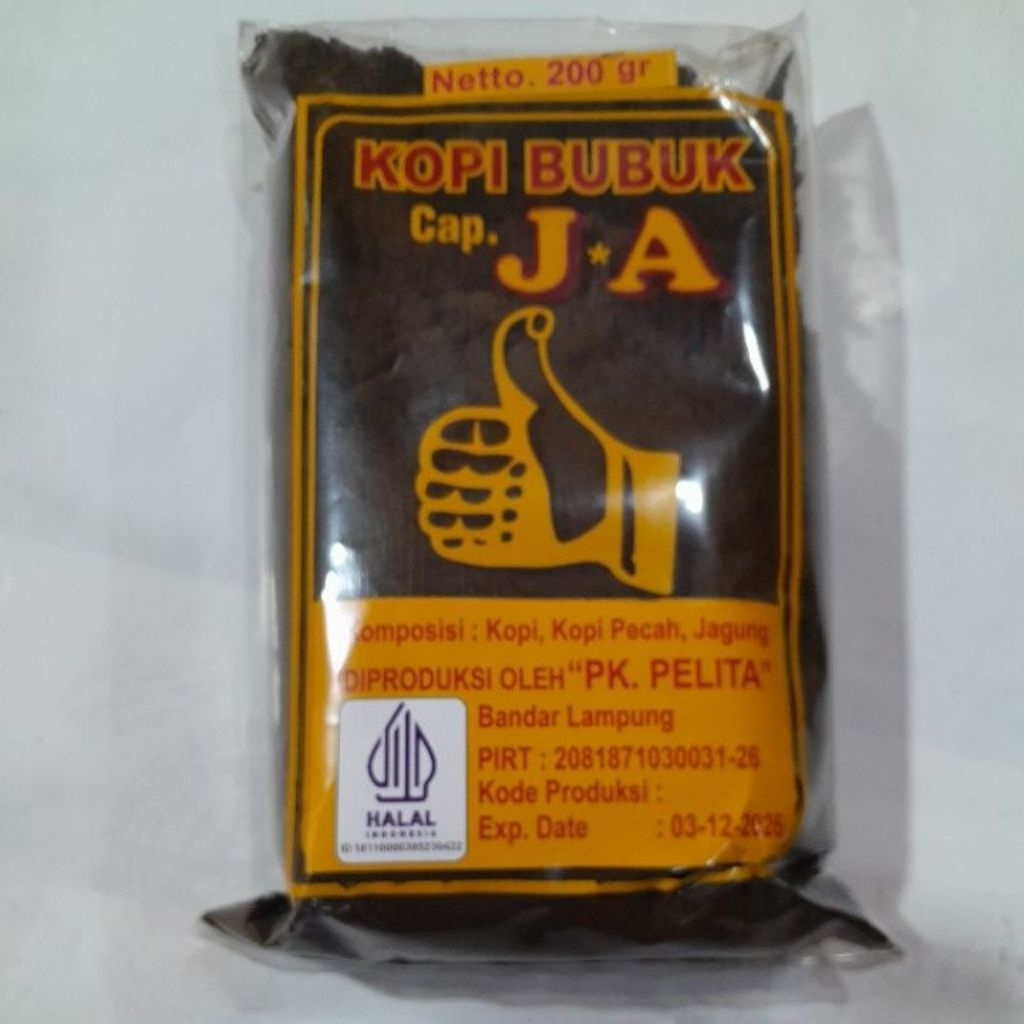 Netto. 200 gr
KOPI BUBUK
Cap. J*A
Komposisi : Kopi, Kopi Pecah, Jagung
DIPRODUKSI OLEH "PK. PELITA"
Bandar Lampung
PIRT : 2081871030031-26
Kode Produksi :
Exp. Date : 03-12-2026
HALAL
INDONESIA